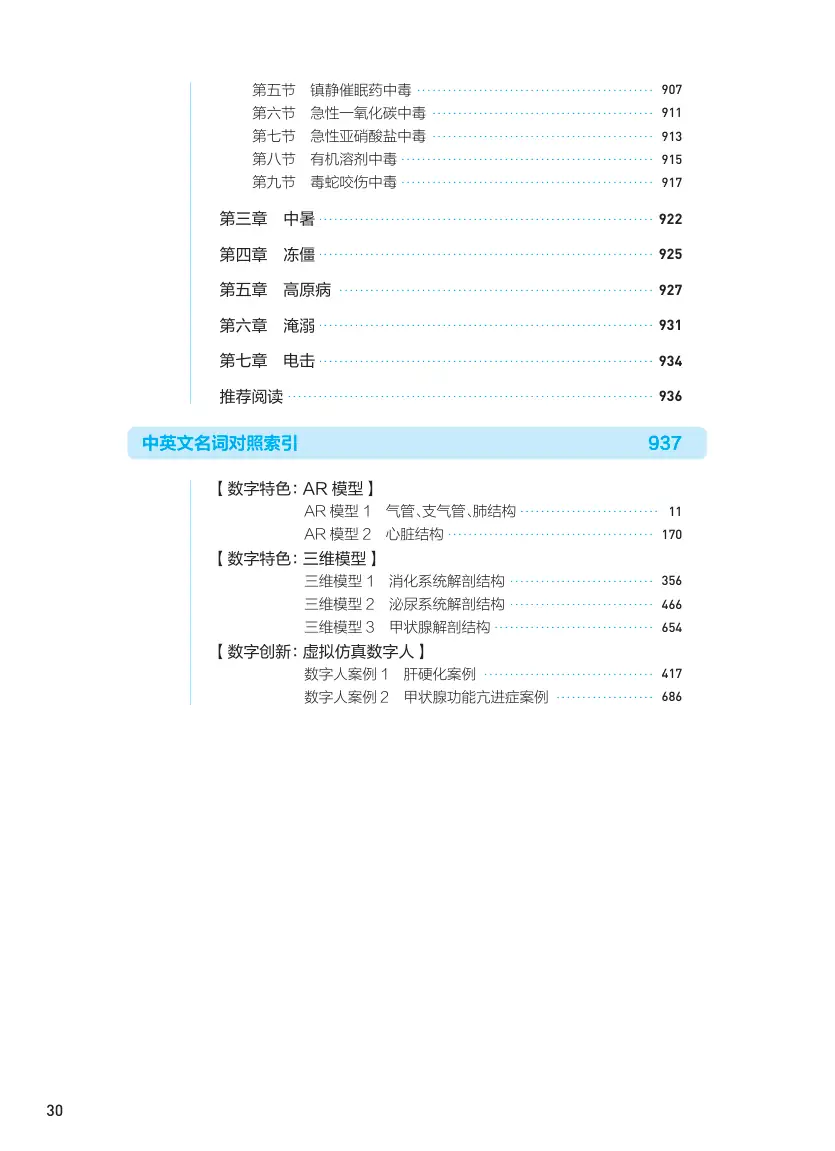 第五节　镇静催眠药中毒 ········ 907
第六节　急性一氧化碳中毒 ········ 911
第七节　急性亚硝酸盐中毒 ········ 913
第八节　有机溶剂中毒 ········ 915
第九节　毒蛇咬伤中毒 ········ 917
第三章　中暑 ········ 922
第四章　冻僵 ········ 925
第五章　高原病 ········ 927
第六章　淹溺 ········ 931
第七章　电击 ········ 934
推荐阅读 ········ 936
中英文名词对照索引　937
【数字特色：AR 模型】
AR 模型 1　气管、支气管、肺结构 ········ 11
AR 模型 2　心脏结构 ········ 170
【数字特色：三维模型】
三维模型 1　消化系统解剖结构 ········ 356
三维模型 2　泌尿系统解剖结构 ········ 466
三维模型 3　甲状腺解剖结构 ········ 654
【数字创新：虚拟仿真数字人】
数字人案例 1　肝硬化案例 ········ 417
数字人案例 2　甲状腺功能亢进症案例 ········ 686
30